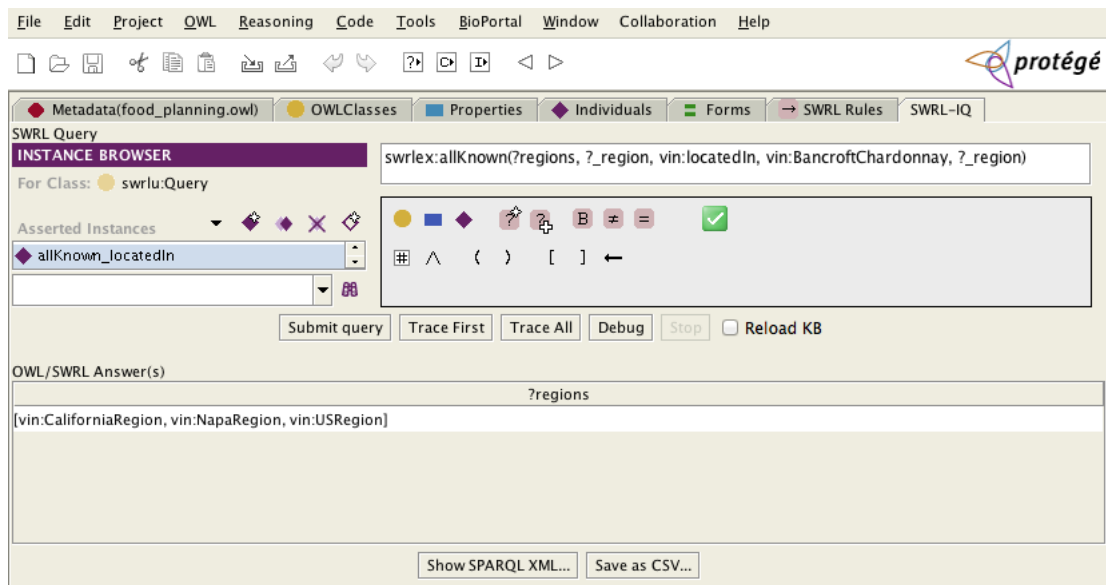 File Edit Project OWL Reasoning Code Tools BioPortal Window Collaboration Help
protégé
Metadata(food_planning.owl) OWLClasses Properties Individuals Forms SWRL Rules SWRL-IQ
SWRL Query
INSTANCE BROWSER
swrlex:allKnown(?regions, ?_region, vin:locatedIn, vin:BancroftChardonnay, ?_region)
For Class: swrlu:Query
Asserted Instances
? ? B ≠ =
allKnown_locatedIn
# ∧ ( ) [ ] ←
Submit query Trace First Trace All Debug Stop Reload KB
OWL/SWRL Answer(s)
?regions
[vin:CaliforniaRegion, vin:NapaRegion, vin:USRegion]
Show SPARQL XML... Save as CSV...